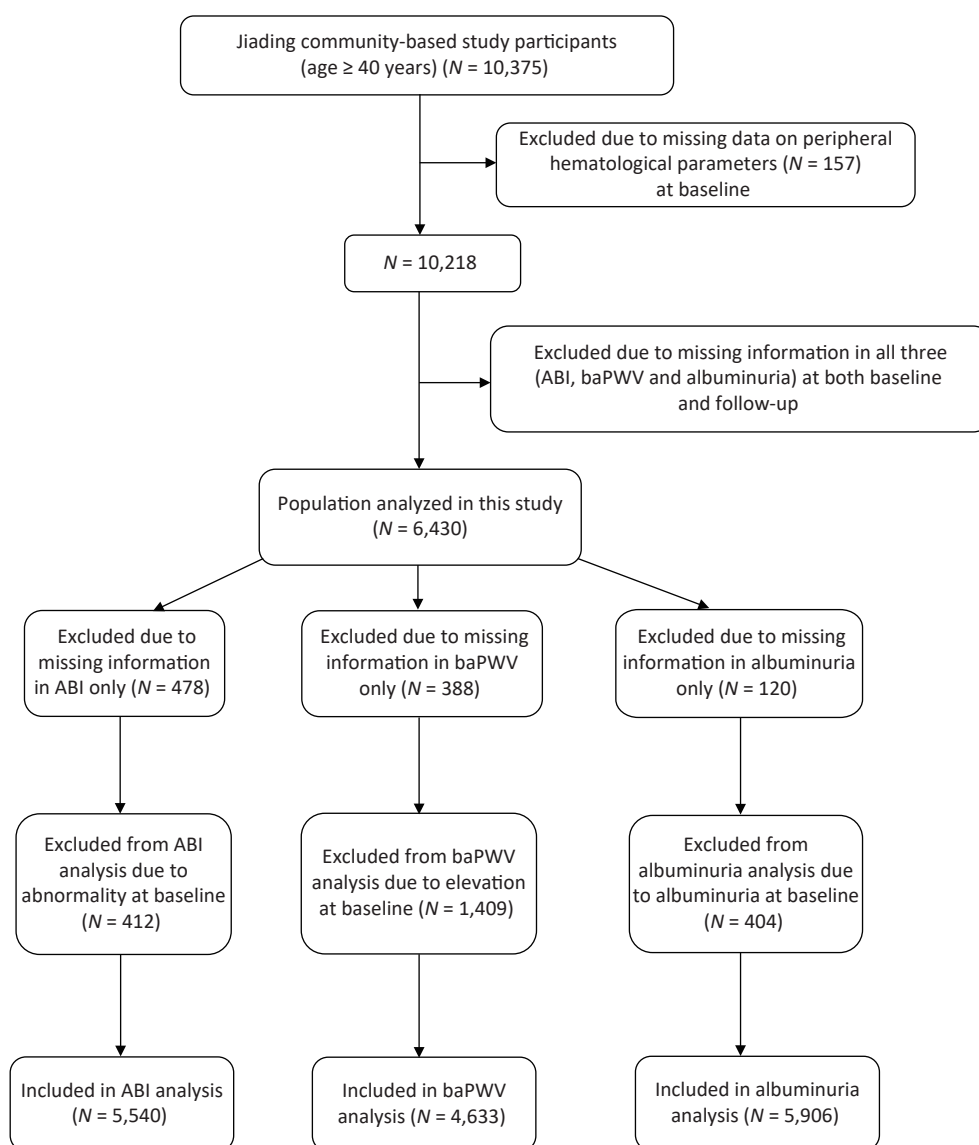 Jiading community-based study participants
(age ≥ 40 years) (N = 10,375)
Excluded due to missing data on peripheral
hematological parameters (N = 157)
at baseline
N = 10,218
Excluded due to missing information in all three
(ABI, baPWV and albuminuria) at both baseline
and follow-up
Population analyzed in this study
(N = 6,430)
Excluded due to
missing information
in ABI only (N = 478)
Excluded due to missing
information in baPWV
only (N = 388)
Excluded due to missing
information in albuminuria
only (N = 120)
Excluded from ABI
analysis due to
abnormality at baseline
(N = 412)
Excluded from baPWV
analysis due to elevation
at baseline (N = 1,409)
Excluded from
albuminuria analysis due
to albuminuria at baseline
(N = 404)
Included in ABI analysis
(N = 5,540)
Included in baPWV
analysis (N = 4,633)
Included in albuminuria
analysis (N = 5,906)